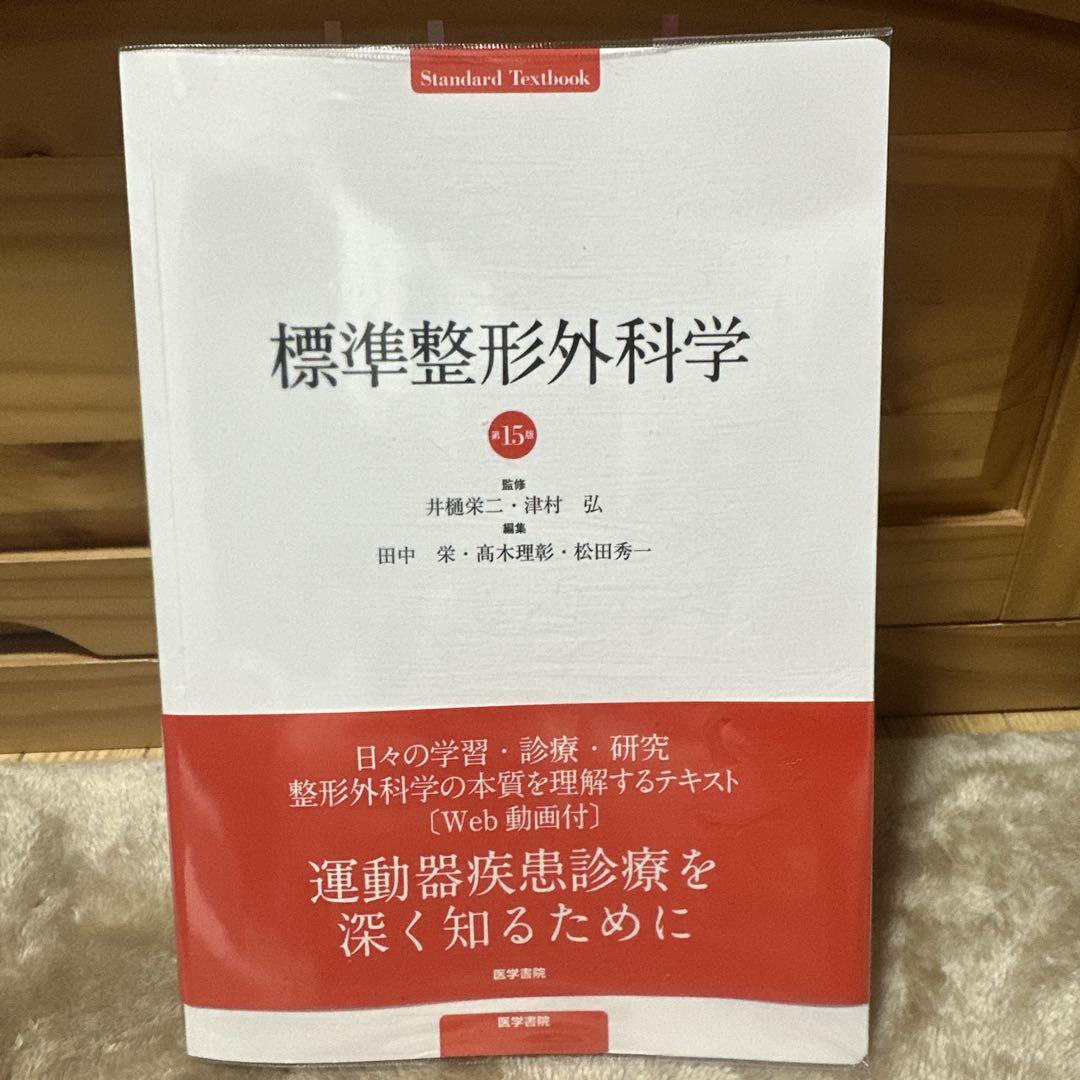 Standard Textbook
標準整形外科学
第15版
監修
井樋栄二・津村　弘
編集
田中　栄・髙木理彰・松田秀一
日々の学習・診療・研究
整形外科学の本質を理解するテキスト
〔Web 動画付〕
運動器疾患診療を
深く知るために
医学書院
医学書院